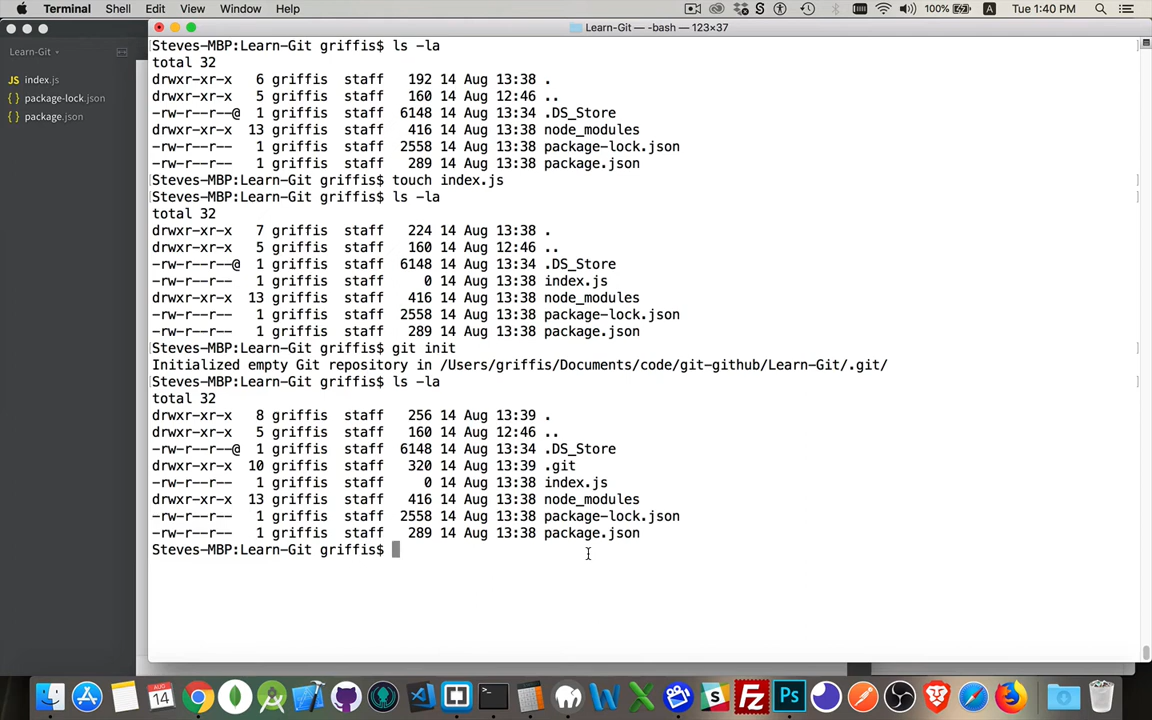 Terminal Shell Edit View Window Help 100% A Tue 1:40 PM
Learn-Git — -bash — 123×37
Learn-Git
JS index.js
{ } package-lock.json
{ } package.json
Steves-MBP:Learn-Git griffis$ ls -la
total 32
drwxr-xr-x 6 griffis staff 192 14 Aug 13:38 .
drwxr-xr-x 5 griffis staff 160 14 Aug 12:46 ..
-rw-r--r--@ 1 griffis staff 6148 14 Aug 13:34 .DS_Store
drwxr-xr-x 13 griffis staff 416 14 Aug 13:38 node_modules
-rw-r--r-- 1 griffis staff 2558 14 Aug 13:38 package-lock.json
-rw-r--r-- 1 griffis staff 289 14 Aug 13:38 package.json
Steves-MBP:Learn-Git griffis$ touch index.js
Steves-MBP:Learn-Git griffis$ ls -la
total 32
drwxr-xr-x 7 griffis staff 224 14 Aug 13:38 .
drwxr-xr-x 5 griffis staff 160 14 Aug 12:46 ..
-rw-r--r--@ 1 griffis staff 6148 14 Aug 13:34 .DS_Store
-rw-r--r-- 1 griffis staff 0 14 Aug 13:38 index.js
drwxr-xr-x 13 griffis staff 416 14 Aug 13:38 node_modules
-rw-r--r-- 1 griffis staff 2558 14 Aug 13:38 package-lock.json
-rw-r--r-- 1 griffis staff 289 14 Aug 13:38 package.json
Steves-MBP:Learn-Git griffis$ git init
Initialized empty Git repository in /Users/griffis/Documents/code/git-github/Learn-Git/.git/
Steves-MBP:Learn-Git griffis$ ls -la
total 32
drwxr-xr-x 8 griffis staff 256 14 Aug 13:39 .
drwxr-xr-x 5 griffis staff 160 14 Aug 12:46 ..
-rw-r--r--@ 1 griffis staff 6148 14 Aug 13:34 .DS_Store
drwxr-xr-x 10 griffis staff 320 14 Aug 13:39 .git
-rw-r--r-- 1 griffis staff 0 14 Aug 13:38 index.js
drwxr-xr-x 13 griffis staff 416 14 Aug 13:38 node_modules
-rw-r--r-- 1 griffis staff 2558 14 Aug 13:38 package-lock.json
-rw-r--r-- 1 griffis staff 289 14 Aug 13:38 package.json
Steves-MBP:Learn-Git griffis$
AUG
14
W X S Fz Ps